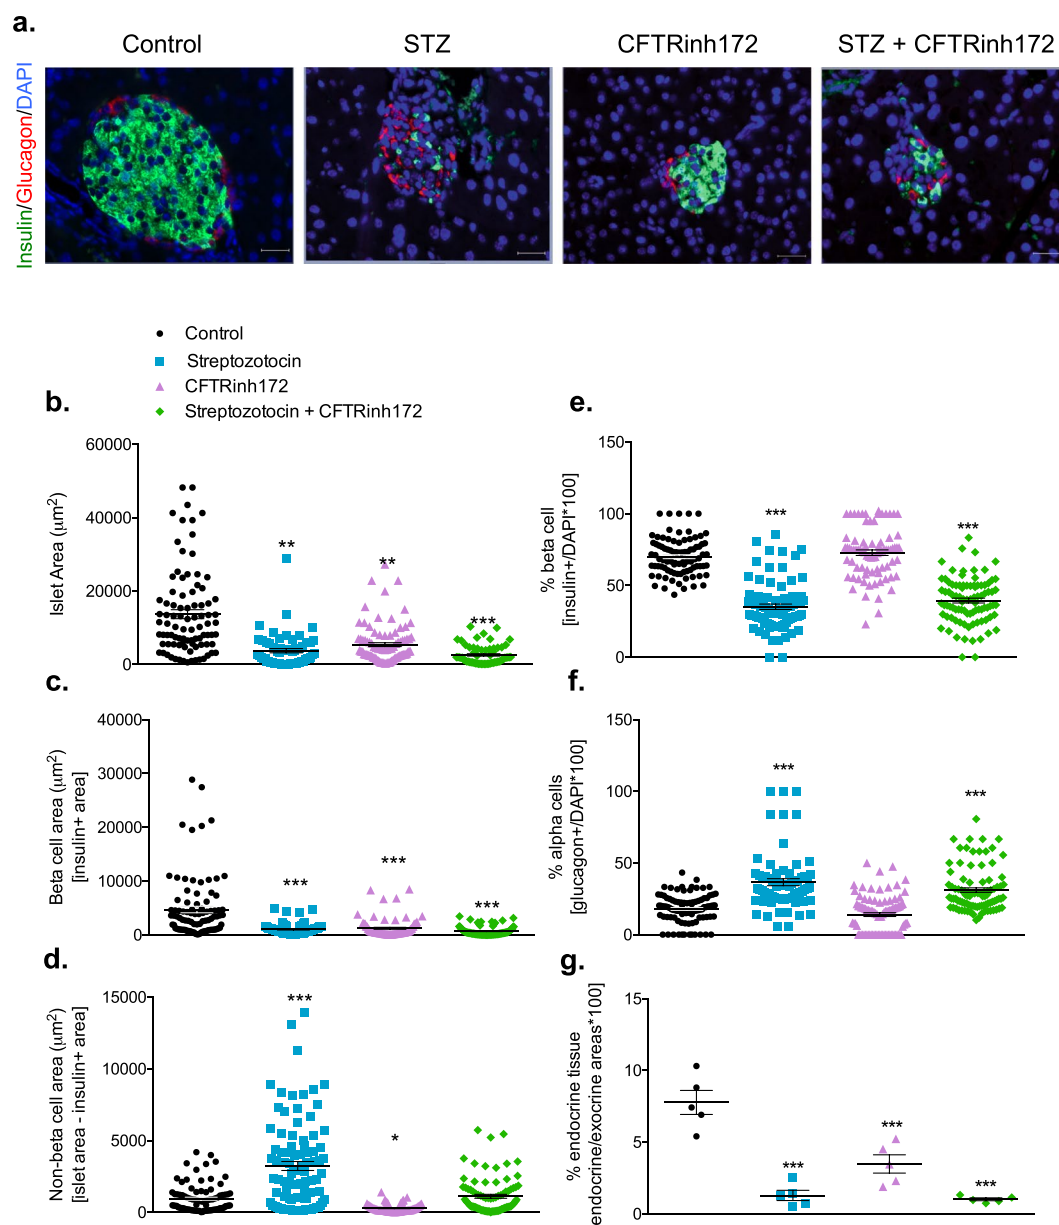 a.
Control
STZ
CFTRinh172
STZ + CFTRinh172
Insulin/Glucagon/DAPI
Control
Streptozotocin
CFTRinh172
Streptozotocin + CFTRinh172
b.
Islet Area (μm²)
60000
40000
20000
0
**
**
***
c.
Beta cell area (μm²)
[insulin+ area]
40000
30000
20000
10000
0
***
***
***
d.
Non-beta cell area (μm²)
[islet area - insulin+ area]
15000
10000
5000
0
***
*
e.
% beta cell
[insulin+/DAPI*100]
150
100
50
0
***
***
f.
% alpha cells
[glucagon+/DAPI*100]
150
100
50
0
***
***
g.
% endocrine tissue
endocrine/exocrine areas*100]
15
10
5
0
***
***
***